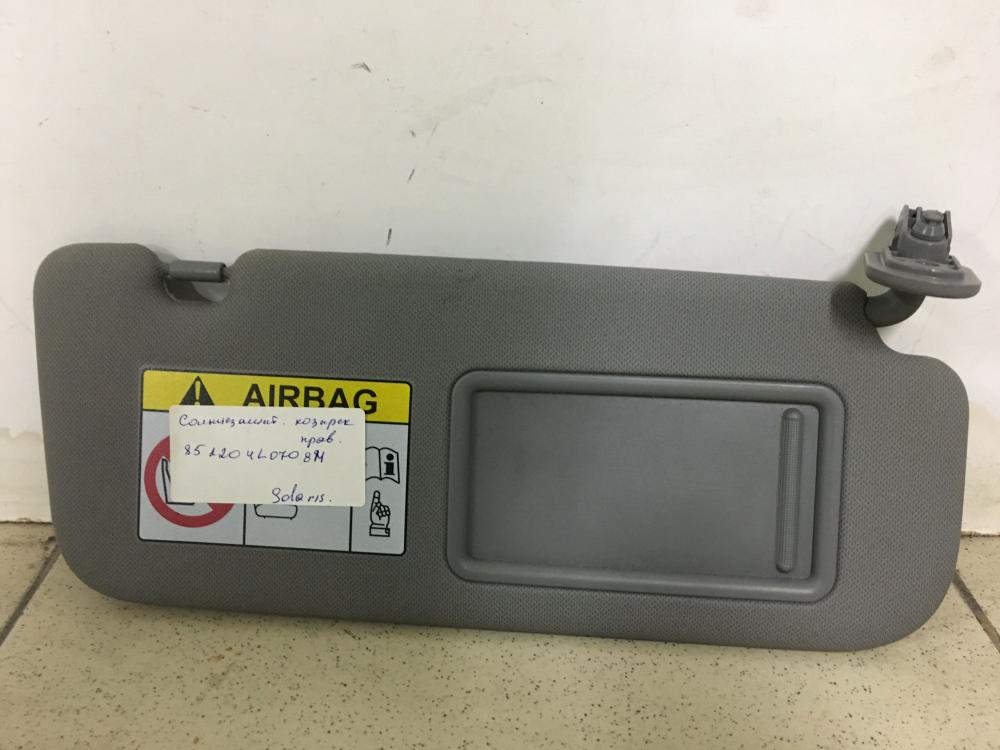 AIRBAG
Солнцезащит. козырек
прав.
85220 4L070 8M
Solaris.